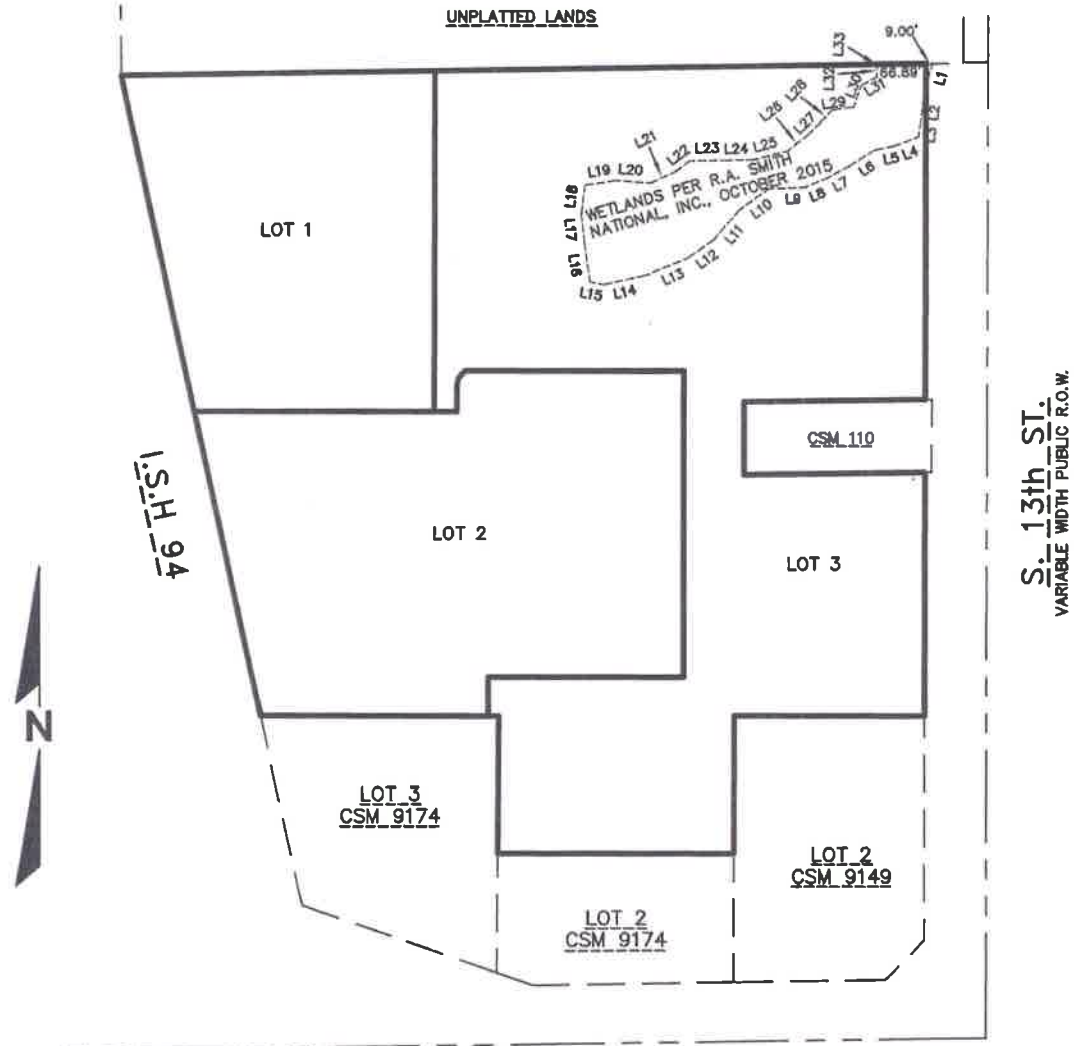 UNPLATTED LANDS
9.00'
L33
L32
L30
L31
66.89'
L1
L2
L3
L29
L28
L27
L26
L21
L22
L23
L24
L25
L19
L20
L18
L17
L16
WETLANDS PER R.A. SMITH
NATIONAL, INC., OCTOBER 2015
L4
L5
L6
L7
L8
L9
L10
L11
L12
L13
L14
L15
LOT 1
CSM 110
S. 13th ST.
VARIABLE WIDTH PUBLIC R.O.W.
I.S.H 94
LOT 2
LOT 3
N
LOT 3
CSM 9174
LOT 2
CSM 9149
LOT 2
CSM 9174